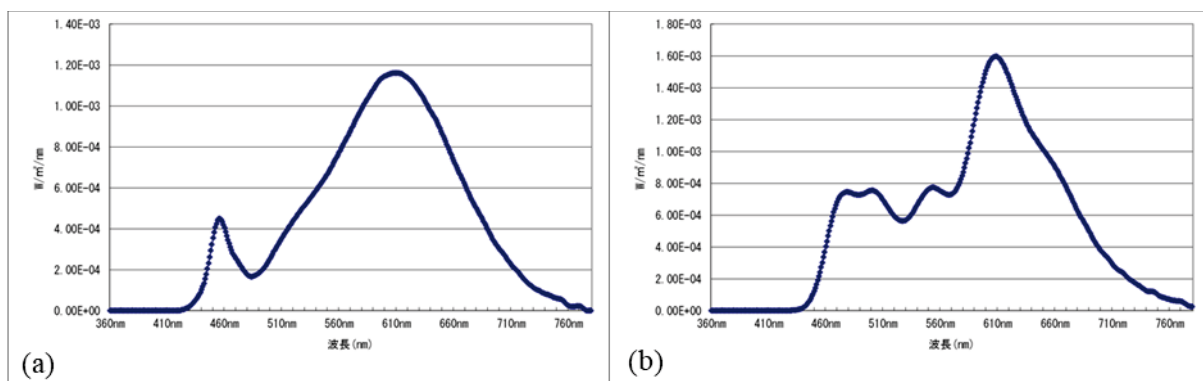 1.40E-03
1.20E-03
1.00E-03
8.00E-04
6.00E-04
4.00E-04
2.00E-04
0.00E+00
W/㎡/nm
360nm 410nm 460nm 510nm 560nm 610nm 660nm 710nm 760nm
波長(nm)
(a)
1.80E-03
1.60E-03
1.40E-03
1.20E-03
1.00E-03
8.00E-04
6.00E-04
4.00E-04
2.00E-04
0.00E+00
W/㎡/nm
360nm 410nm 460nm 510nm 560nm 610nm 660nm 710nm 760nm
波長(nm)
(b)